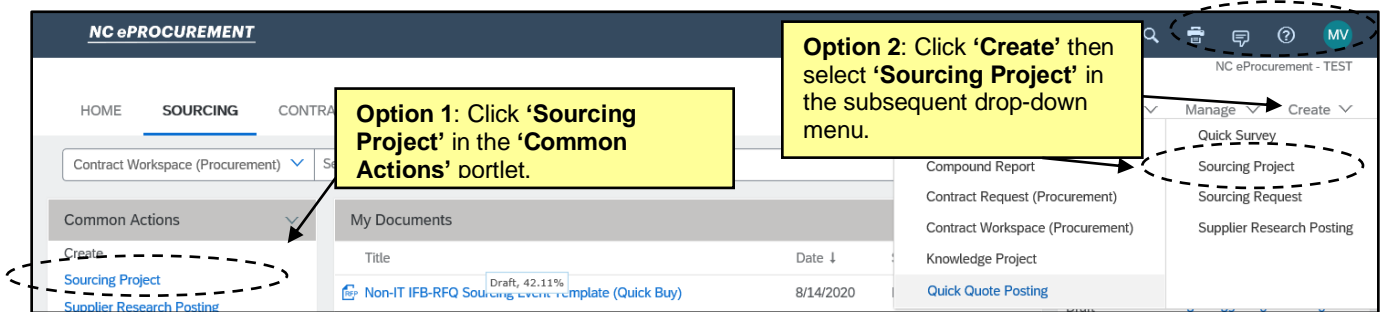 NC ePROCUREMENT
MV
NC eProcurement - TEST
HOME
SOURCING
Manage
Create
Option 1: Click ‘Sourcing
Project’ in the ‘Common
Actions’ portlet.
Option 2: Click ‘Create’ then
select ‘Sourcing Project’ in
the subsequent drop-down
menu.
Contract Workspace (Procurement)
Common Actions
Create
Sourcing Project
Supplier Research Posting
My Documents
Title
Date ↓
Draft, 42.11%
Non-IT IFB-RFQ Sourcing Event Template (Quick Buy)
8/14/2020
Compound Report
Contract Request (Procurement)
Contract Workspace (Procurement)
Knowledge Project
Quick Quote Posting
Quick Survey
Sourcing Project
Sourcing Request
Supplier Research Posting